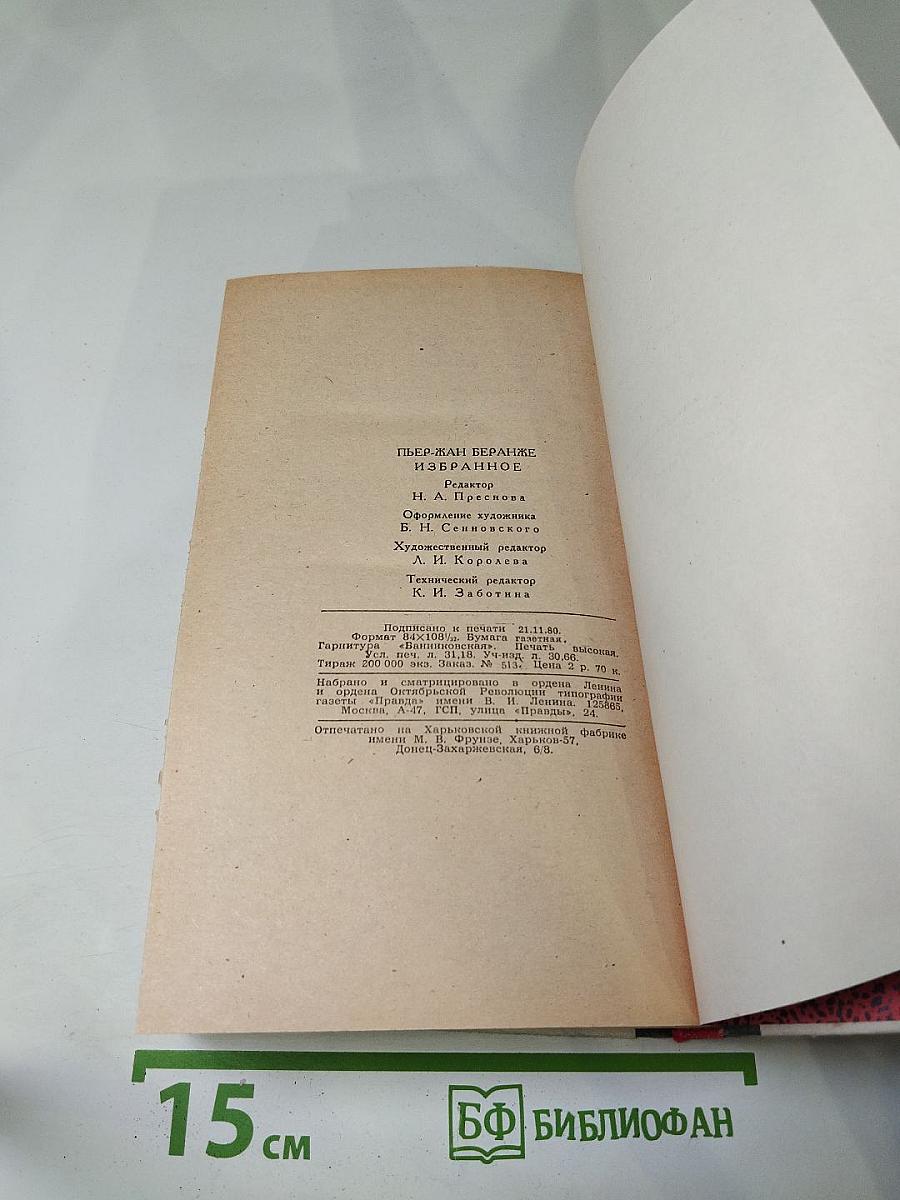 ПЬЕР-ЖАН БЕРАНЖЕ
ИЗБРАННОЕ
Редактор
Н. А. Преснова
Оформление художника
Б. Н. Сенновского
Художественный редактор
Л. И. Королева
Технический редактор
К. И. Заботина
Подписано к печати 21.11.80.
Формат 84×108¹/₃₂. Бумага газетная.
Гарнитура «Банниковская». Печать высокая.
Усл. печ. л. 31,18. Уч-изд. л. 30,66.
Тираж 200 000 экз. Заказ. № 513. Цена 2 р. 70 к.
Набрано и сматрицировано в ордена Ленина
и ордена Октябрьской Революции типографии
газеты «Правда» имени В. И. Ленина. 125865,
Москва, А-47, ГСП, улица «Правды», 24.
Отпечатано на Харьковской книжной фабрике
имени М. В. Фрунзе, Харьков-57,
Донец-Захаржевская, 6/8.
15 см
БФ БИБЛИОФАН